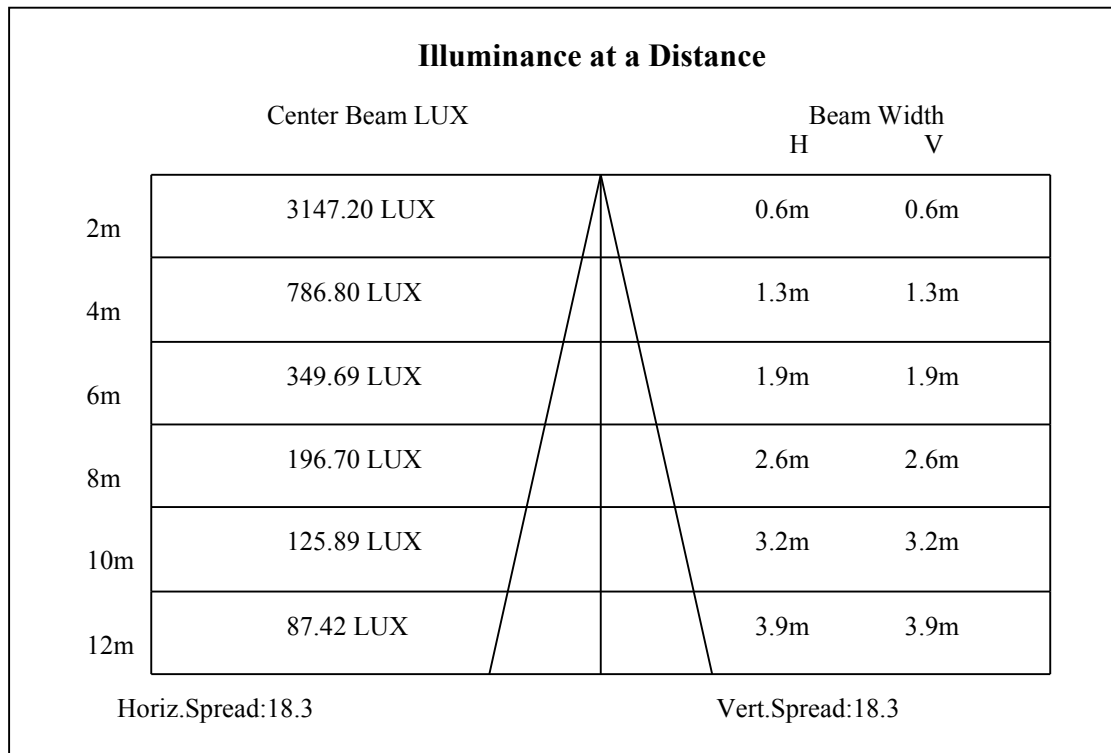 Illuminance at a Distance
Center Beam LUX Beam Width
H V
2m 3147.20 LUX 0.6m 0.6m
4m 786.80 LUX 1.3m 1.3m
6m 349.69 LUX 1.9m 1.9m
8m 196.70 LUX 2.6m 2.6m
10m 125.89 LUX 3.2m 3.2m
12m 87.42 LUX 3.9m 3.9m
Horiz.Spread:18.3 Vert.Spread:18.3